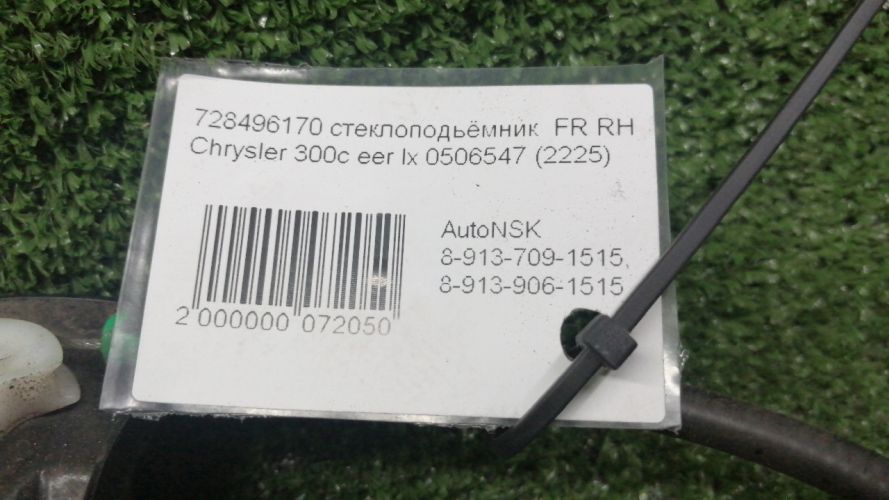 728496170 стеклоподьёмник FR RH
Chrysler 300c eer lx 0506547 (2225)
AutoNSK
8-913-709-1515,
8-913-906-1515
2 000000 072050